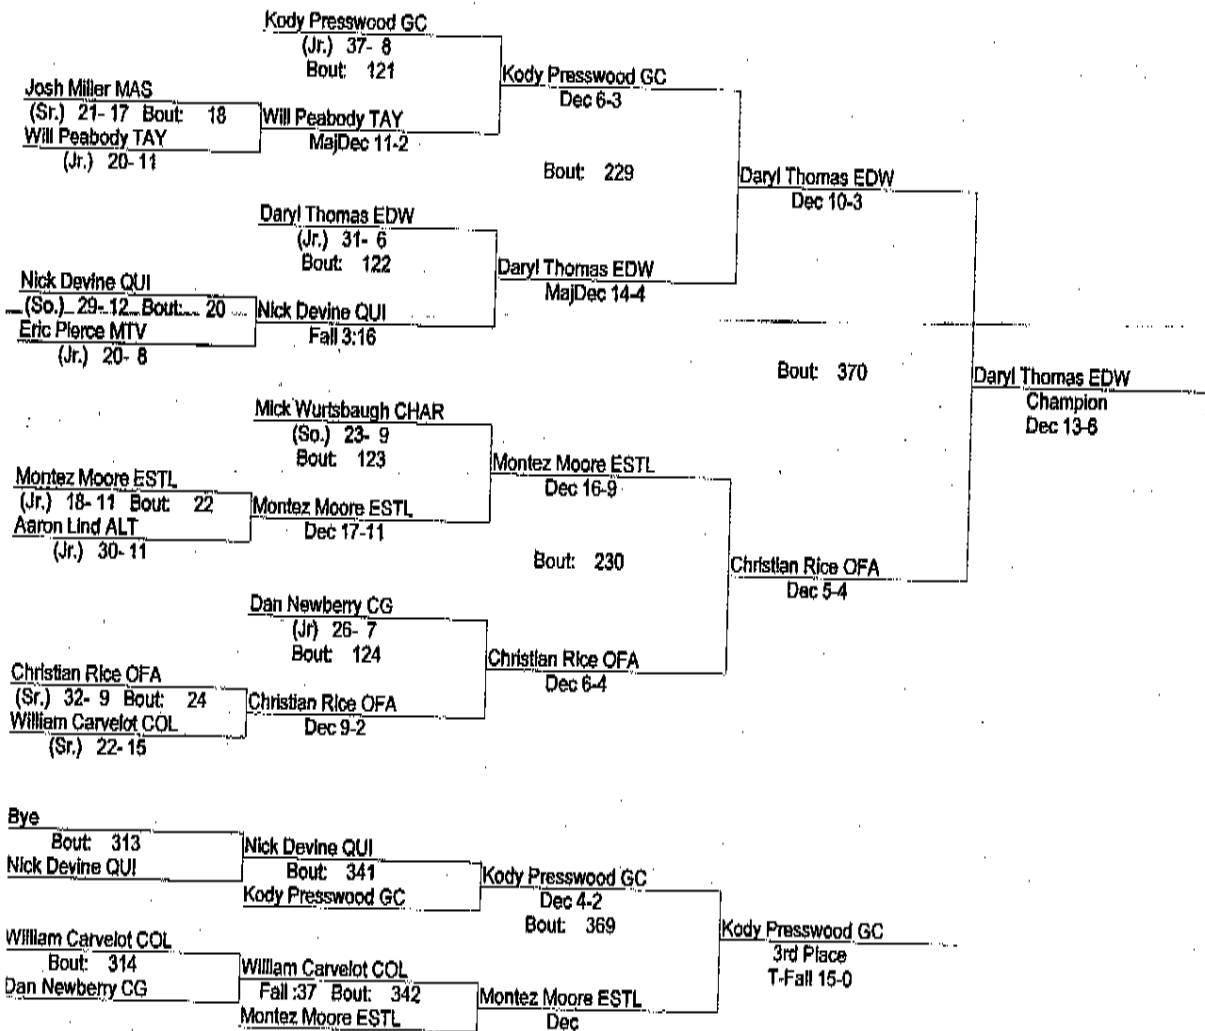 Kody Presswood GC
(Jr.) 37- 8
Bout: 121
Josh Miller MAS
(Sr.) 21- 17 Bout: 18
Will Peabody TAY
(Jr.) 20- 11
Will Peabody TAY
MajDec 11-2
Kody Presswood GC
Dec 6-3
Bout: 229
Daryl Thomas EDW
(Jr.) 31- 6
Bout: 122
Nick Devine QUI
(So.) 29- 12 Bout: 20
Eric Pierce MTV
(Jr.) 20- 8
Nick Devine QUI
Fall 3:16
Daryl Thomas EDW
MajDec 14-4
Daryl Thomas EDW
Dec 10-3
Bout: 370
Daryl Thomas EDW
Champion
Dec 13-6
Mick Wurtsbaugh CHAR
(So.) 23- 9
Bout: 123
Montez Moore ESTL
(Jr.) 18- 11 Bout: 22
Aaron Lind ALT
(Jr.) 30- 11
Montez Moore ESTL
Dec 17-11
Montez Moore ESTL
Dec 16-9
Bout: 230
Dan Newberry CG
(Jr) 26- 7
Bout: 124
Christian Rice OFA
(Sr.) 32- 9 Bout: 24
William Carvelot COL
(Sr.) 22- 15
Christian Rice OFA
Dec 9-2
Christian Rice OFA
Dec 6-4
Christian Rice OFA
Dec 5-4
Bye
Bout: 313
Nick Devine QUI
Nick Devine QUI
Bout: 341
Kody Presswood GC
Kody Presswood GC
Dec 4-2
Bout: 369
William Carvelot COL
Bout: 314
Dan Newberry CG
William Carvelot COL
Fall :37 Bout: 342
Montez Moore ESTL
Montez Moore ESTL
Dec
Kody Presswood GC
3rd Place
T-Fall 15-0